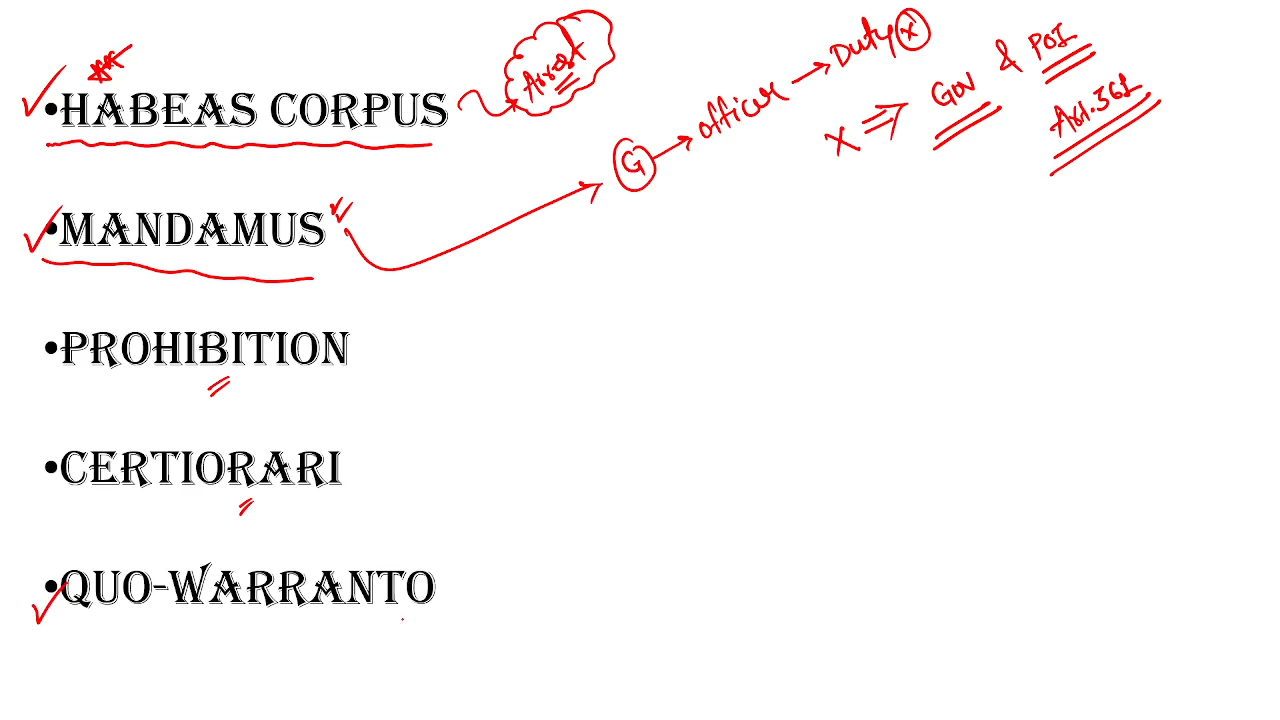 •HABEAS CORPUS
Arrest
•MANDAMUS
G → officer → Duty x
X ⇒ Gov & POI
Art. 361
•PROHIBITION
•CERTIORARI
•QUO-WARRANTO